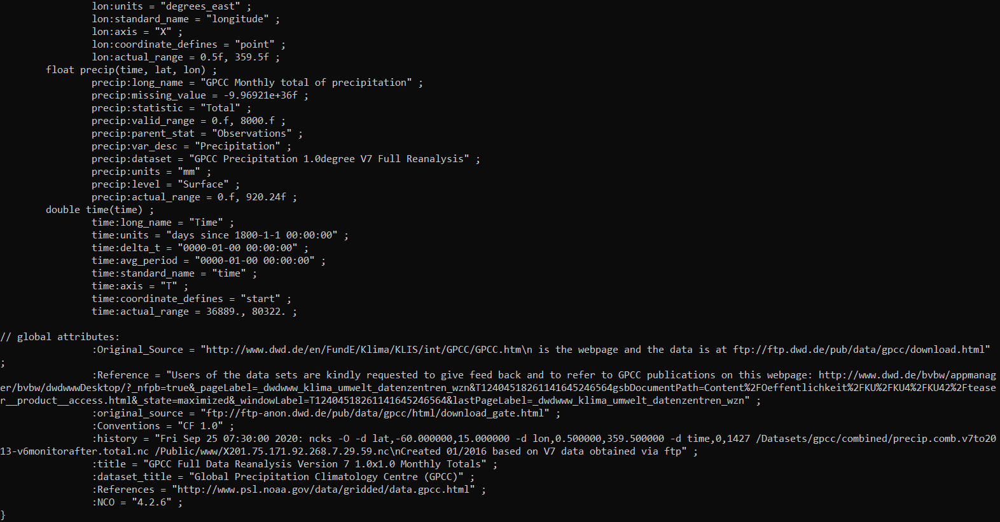 lon:units = "degrees_east" ;
lon:standard_name = "longitude" ;
lon:axis = "X" ;
lon:coordinate_defines = "point" ;
lon:actual_range = 0.5f, 359.5f ;
float precip(time, lat, lon) ;
precip:long_name = "GPCC Monthly total of precipitation" ;
precip:missing_value = -9.96921e+36f ;
precip:statistic = "Total" ;
precip:valid_range = 0.f, 8000.f ;
precip:parent_stat = "Observations" ;
precip:var_desc = "Precipitation" ;
precip:dataset = "GPCC Precipitation 1.0degree V7 Full Reanalysis" ;
precip:units = "mm" ;
precip:level = "Surface" ;
precip:actual_range = 0.f, 920.24f ;
double time(time) ;
time:long_name = "Time" ;
time:units = "days since 1800-1-1 00:00:00" ;
time:delta_t = "0000-01-00 00:00:00" ;
time:avg_period = "0000-01-00 00:00:00" ;
time:standard_name = "time" ;
time:axis = "T" ;
time:coordinate_defines = "start" ;
time:actual_range = 36889., 80322. ;
// global attributes:
:Original_Source = "http://www.dwd.de/en/FundE/Klima/KLIS/int/GPCC/GPCC.htm\n is the webpage and the data is at ftp://ftp.dwd.de/pub/data/gpcc/download.html"
;
:Reference = "Users of the data sets are kindly requested to give feed back and to refer to GPCC publications on this webpage: http://www.dwd.de/bvbw/appmanag
er/bvbw/dwdwwwDesktop/?_nfpb=true&_pageLabel=_dwdwww_klima_umwelt_datenzentren_wzn&T12404518261141645246564gsbDocumentPath=Content%2FOeffentlichkeit%2FKU%2FKU4%2FKU42%2Ftease
r__product__access.html&_state=maximized&_windowLabel=T12404518261141645246564&lastPageLabel=_dwdwww_klima_umwelt_datenzentren_wzn" ;
:original_source = "ftp://ftp-anon.dwd.de/pub/data/gpcc/html/download_gate.html" ;
:Conventions = "CF 1.0" ;
:history = "Fri Sep 25 07:30:00 2020: ncks -O -d lat,-60.000000,15.000000 -d lon,0.500000,359.500000 -d time,0,1427 /Datasets/gpcc/combined/precip.comb.v7to20
13-v6monitorafter.total.nc /Public/www/X201.75.171.92.268.7.29.59.nc\nCreated 01/2016 based on V7 data obtained via ftp" ;
:title = "GPCC Full Data Reanalysis Version 7 1.0x1.0 Monthly Totals" ;
:dataset_title = "Global Precipitation Climatology Centre (GPCC)" ;
:References = "http://www.psl.noaa.gov/data/gridded/data.gpcc.html" ;
:NCO = "4.2.6" ;
}